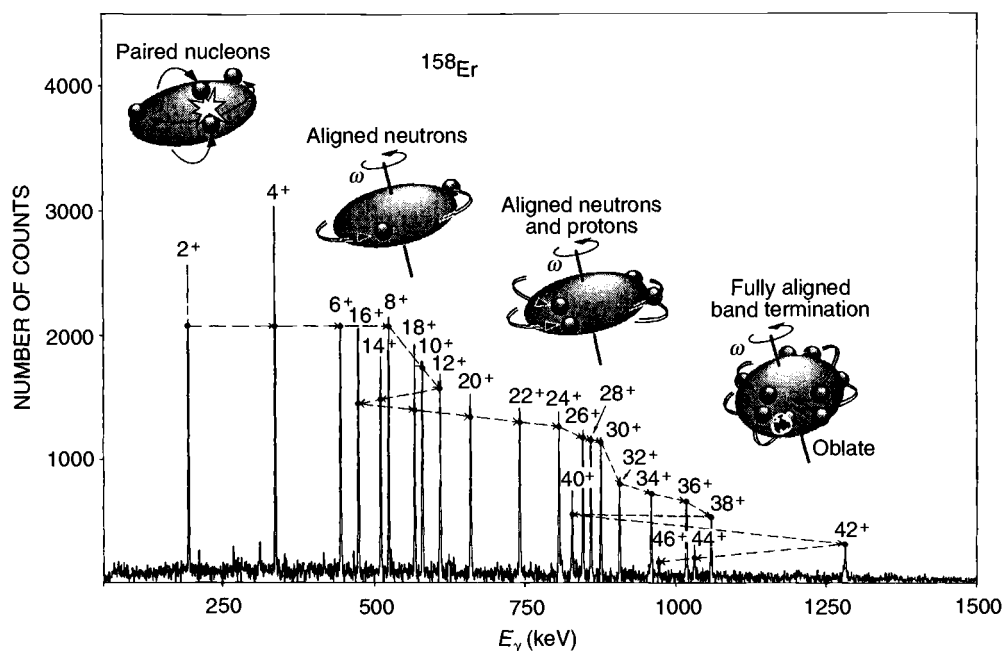 Paired nucleons
¹⁵⁸Er
4000
Aligned neutrons
ω
4⁺
3000
Aligned neutrons
and protons
ω
2⁺
Fully aligned
band termination
ω
6⁺
8⁺
16⁺
18⁺
14⁺
10⁺
12⁺
2000
20⁺
22⁺
24⁺
28⁺
26⁺
30⁺
Oblate
1000
40⁺
32⁺
34⁺
36⁺
38⁺
46⁺
44⁺
42⁺
NUMBER OF COUNTS
250
500
750
1000
1250
1500
Eᵧ (keV)